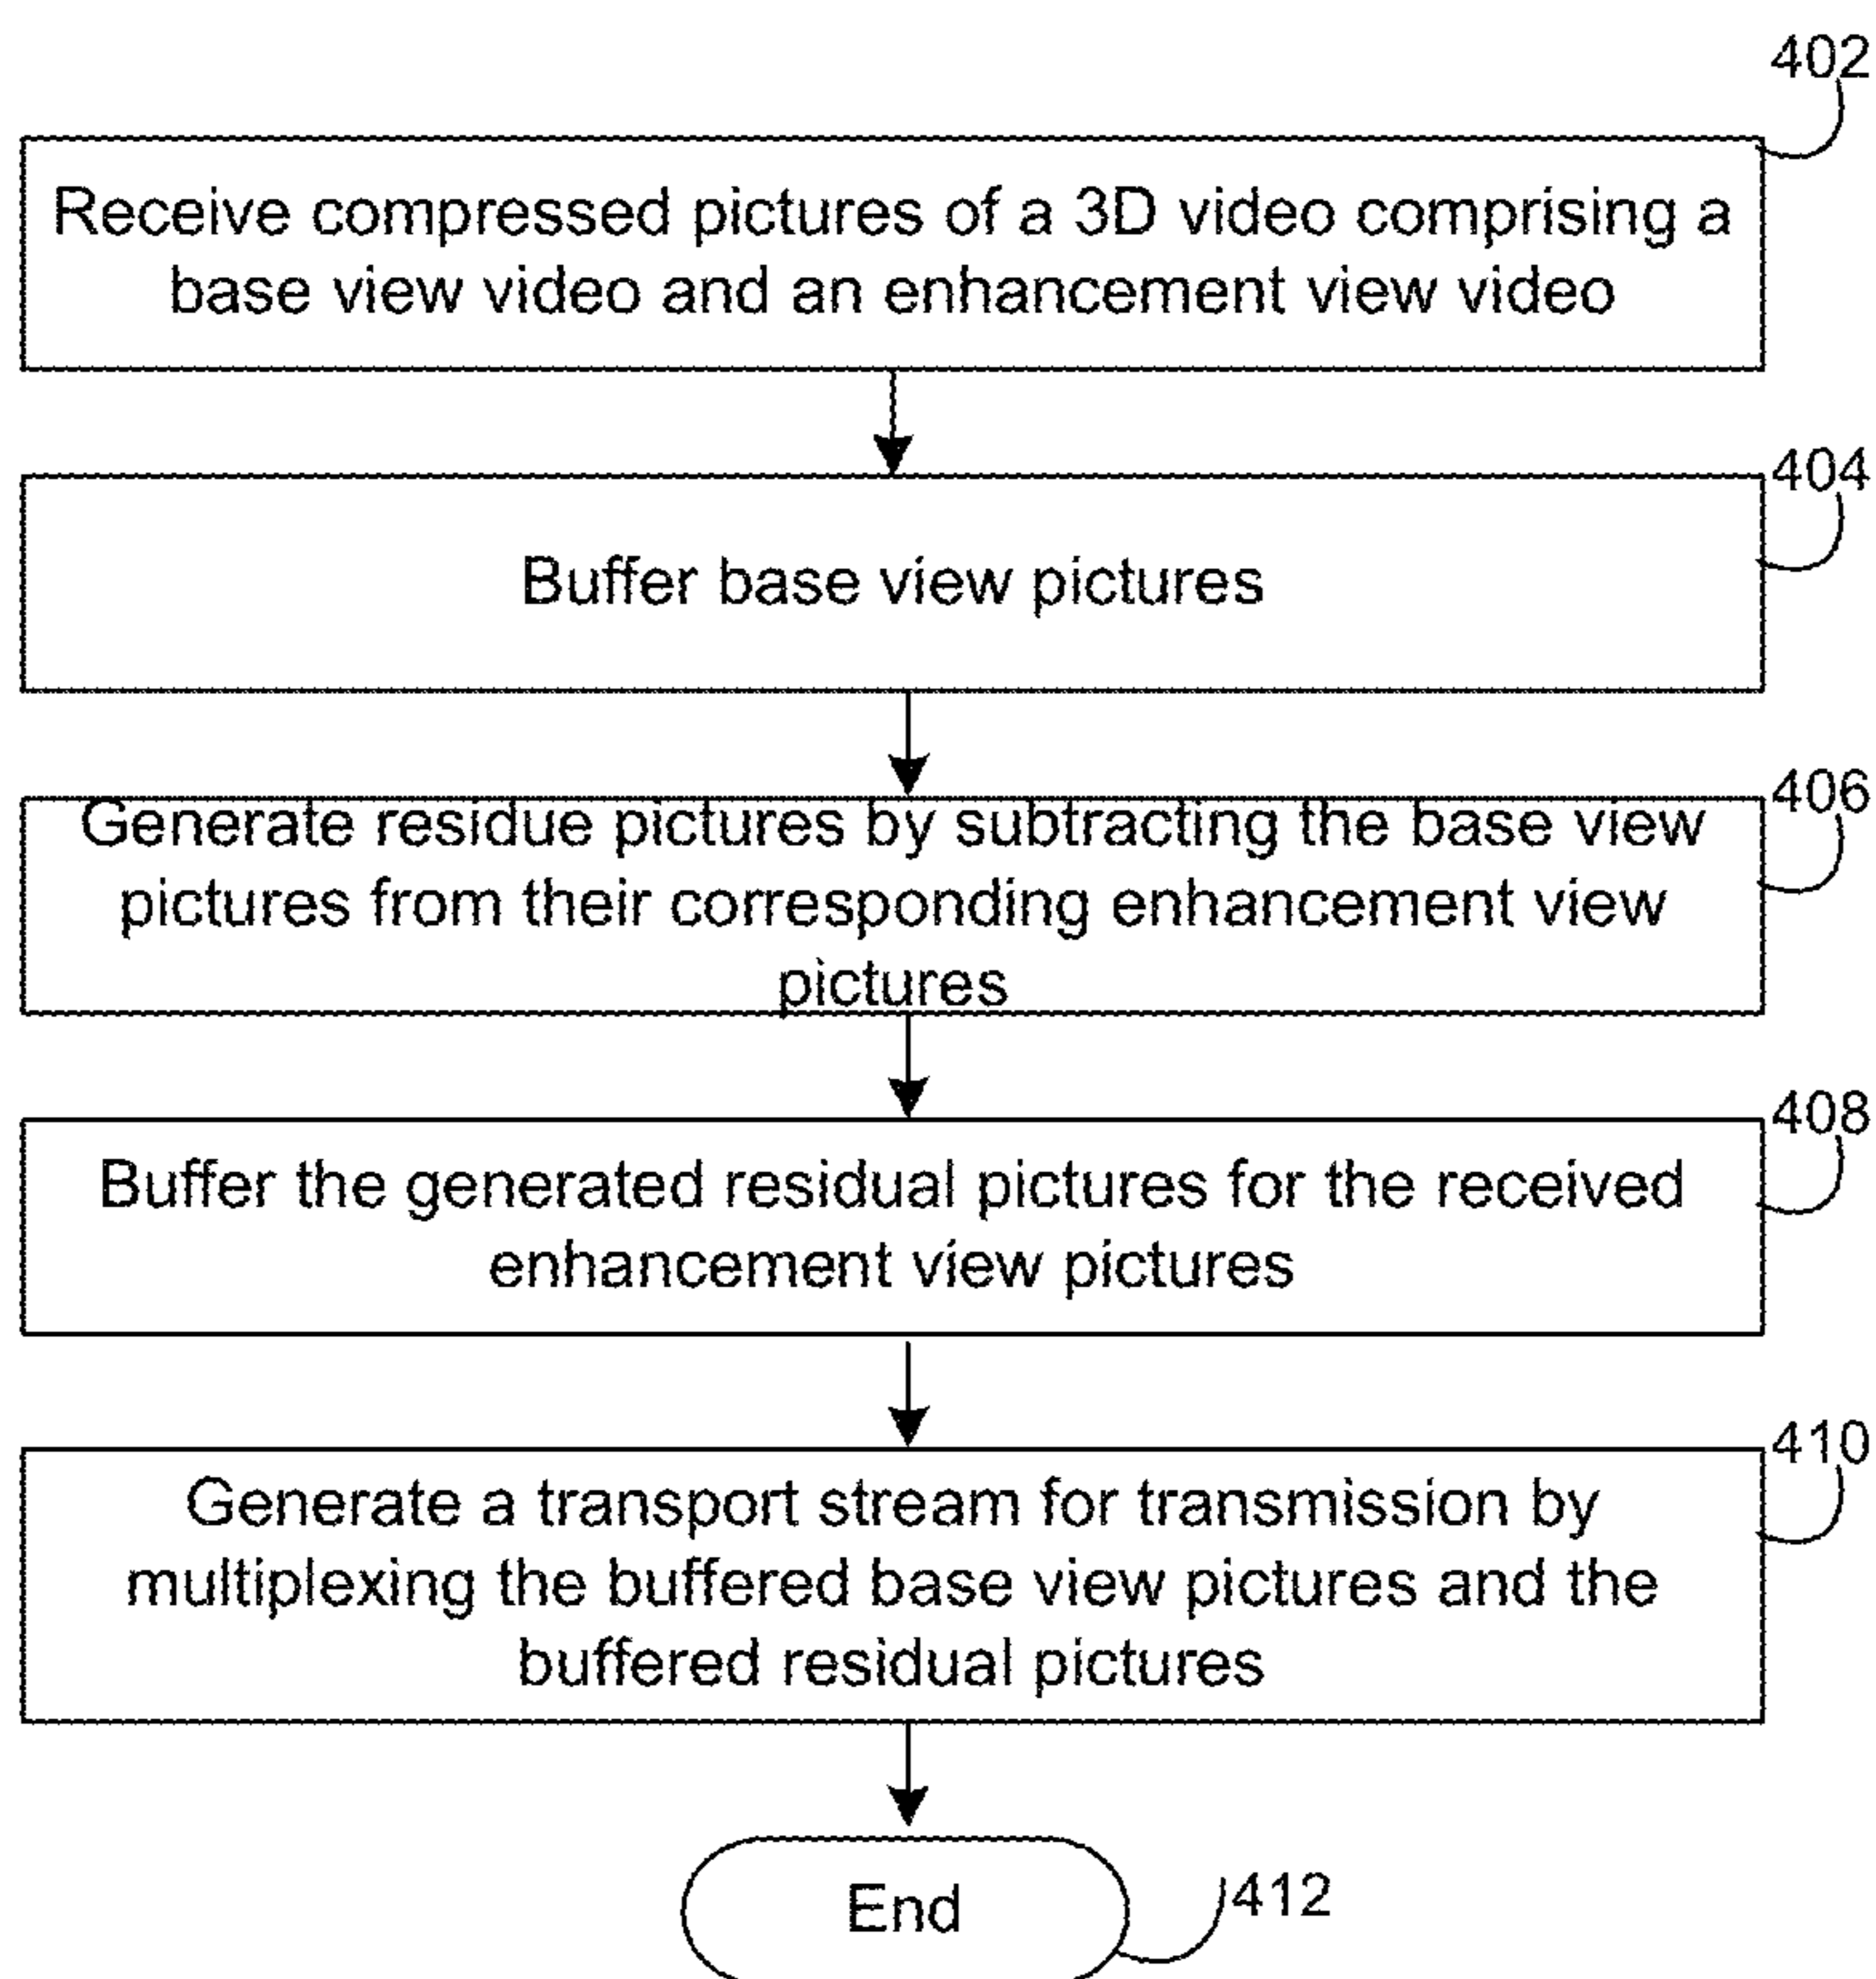 402
Receive compressed pictures of a 3D video comprising a
base view video and an enhancement view video
404
Buffer base view pictures
406
Generate residue pictures by subtracting the base view
pictures from their corresponding enhancement view
pictures
408
Buffer the generated residual pictures for the received
enhancement view pictures
410
Generate a transport stream for transmission by
multiplexing the buffered base view pictures and the
buffered residual pictures
End
412